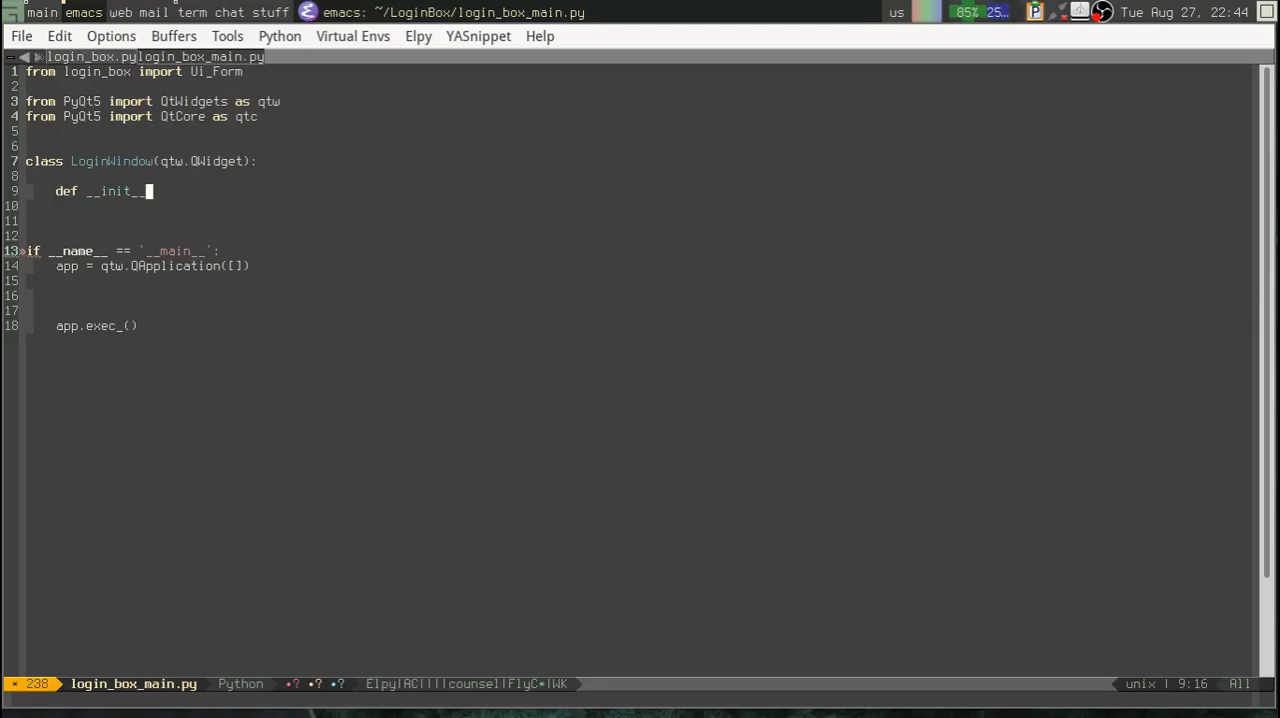 main emacs web mail term chat stuff emacs: ~/LoginBox/login_box_main.py us 85% 25... P Tue Aug 27, 22:44
File Edit Options Buffers Tools Python Virtual Envs Elpy YASnippet Help
login_box.py login_box_main.py
1 from login_box import Ui_Form
2
3 from PyQt5 import QtWidgets as qtw
4 from PyQt5 import QtCore as qtc
5
6
7 class LoginWindow(qtw.QWidget):
8
9 def __init__
10
11
12
13 if __name__ == '__main__':
14 app = qtw.QApplication([])
15
16
17
18 app.exec_()
* 238 login_box_main.py Python •? •? •? Elpy|AC||||counsel|FlyC*|WK unix | 9:16 All